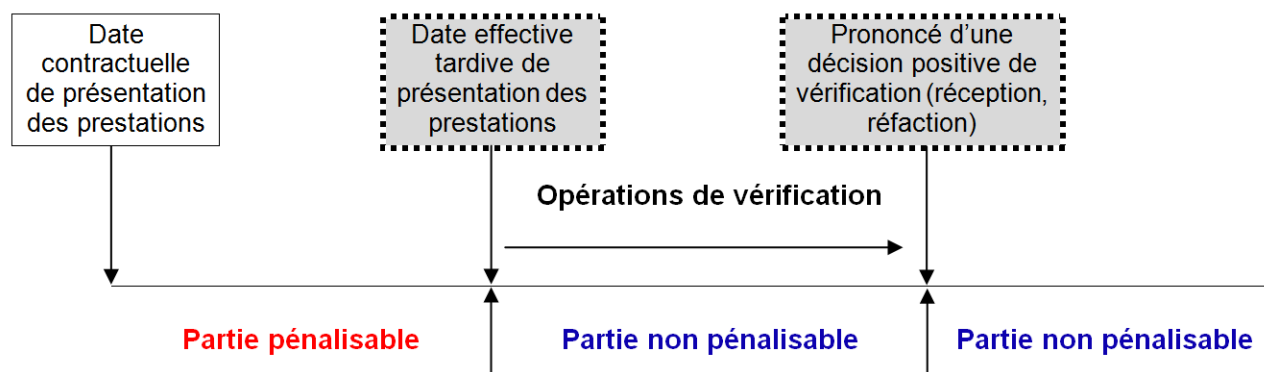 Date
contractuelle
de présentation
des prestations
Date effective
tardive de
présentation des
prestations
Prononcé d’une
décision positive de
vérification (réception,
réfaction)
Opérations de vérification
Partie pénalisable
Partie non pénalisable
Partie non pénalisable